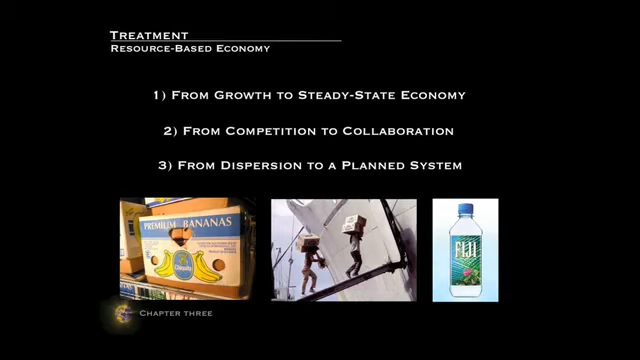 Treatment
Resource-Based Economy
1) From Growth to Steady-State Economy
2) From Competition to Collaboration
3) From Dispersion to a Planned System
PREMIUM BANANAS
Chiquita
FIJI
Chapter three